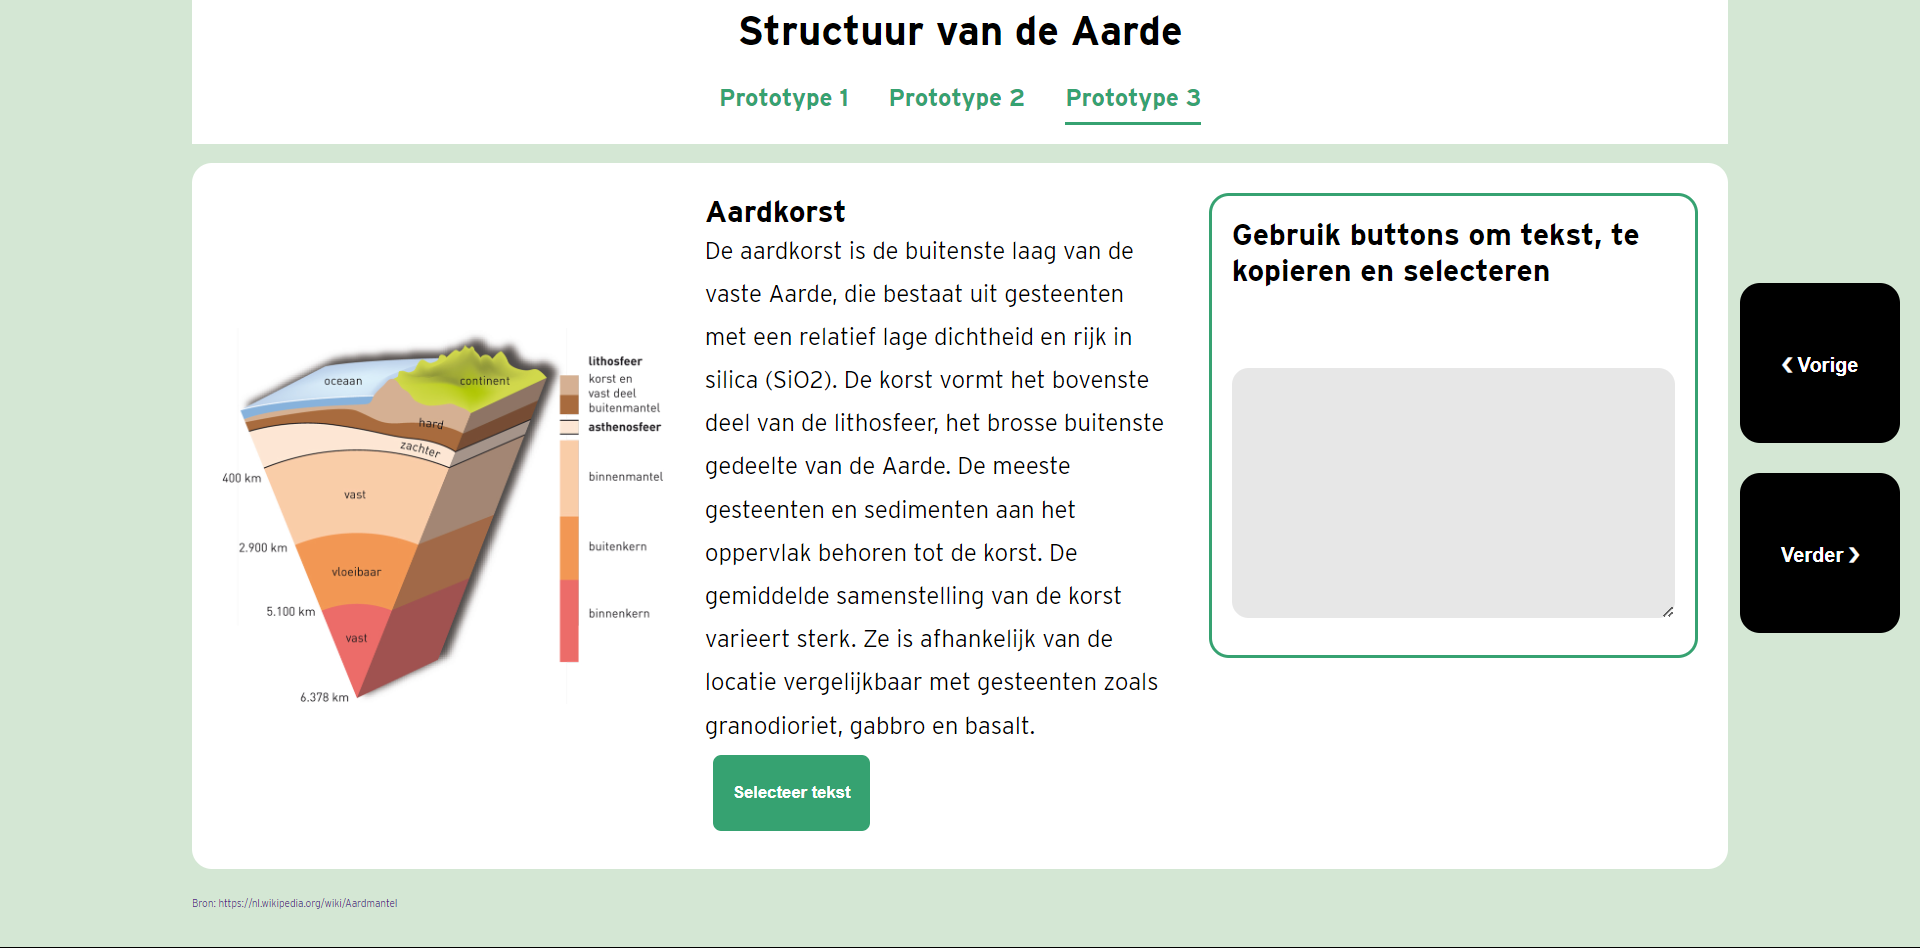 Structuur van de Aarde
Prototype 1 Prototype 2 Prototype 3
oceaan
continent
hard
zachter
400 km
vast
2.900 km
vloeibaar
5.100 km
vast
6.378 km
lithosfeer
korst en
vast deel
buitenmantel
asthenosfeer
binnenmantel
buitenkern
binnenkern
Aardkorst
De aardkorst is de buitenste laag van de
vaste Aarde, die bestaat uit gesteenten
met een relatief lage dichtheid en rijk in
silica (SiO2). De korst vormt het bovenste
deel van de lithosfeer, het brosse buitenste
gedeelte van de Aarde. De meeste
gesteenten en sedimenten aan het
oppervlak behoren tot de korst. De
gemiddelde samenstelling van de korst
varieert sterk. Ze is afhankelijk van de
locatie vergelijkbaar met gesteenten zoals
granodioriet, gabbro en basalt.
Selecteer tekst
Gebruik buttons om tekst, te
kopieren en selecteren
❮ Vorige
Verder ❯
Bron: https://nl.wikipedia.org/wiki/Aardmantel